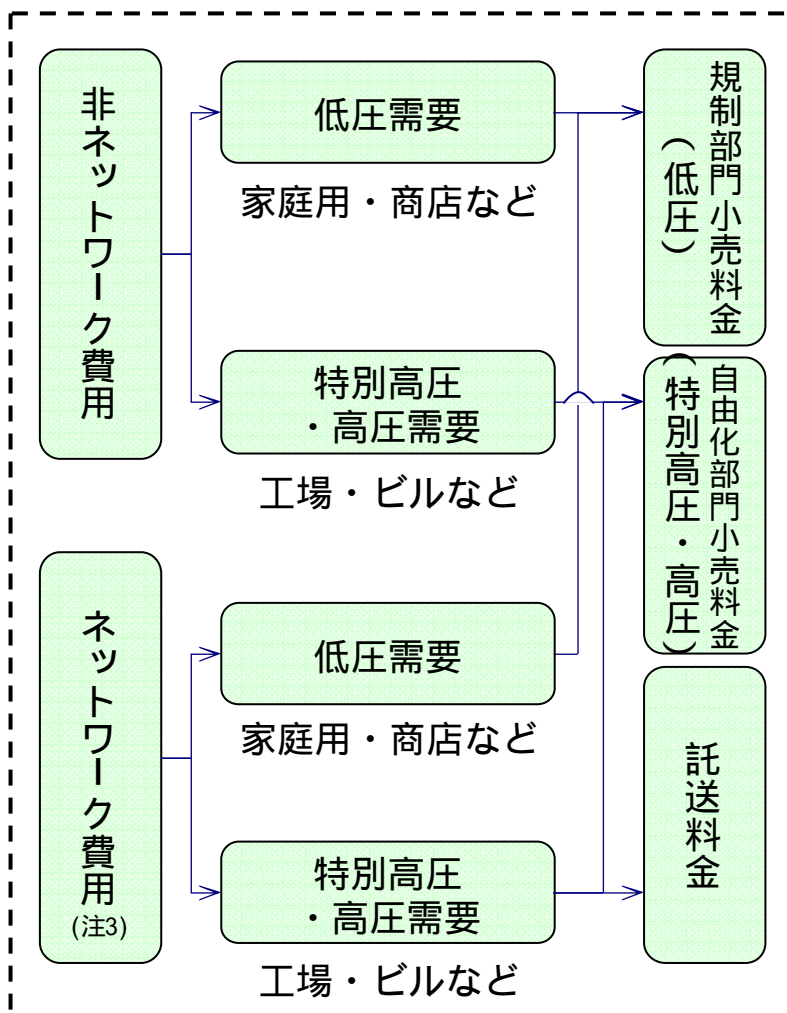 非ネットワーク費用
低圧需要
家庭用・商店など
特別高圧
・高圧需要
工場・ビルなど
ネットワーク費用
(注3)
低圧需要
家庭用・商店など
特別高圧
・高圧需要
工場・ビルなど
規制部門小売料金
(低圧)
自由化部門小売料金
(特別高圧・高圧)
託送料金